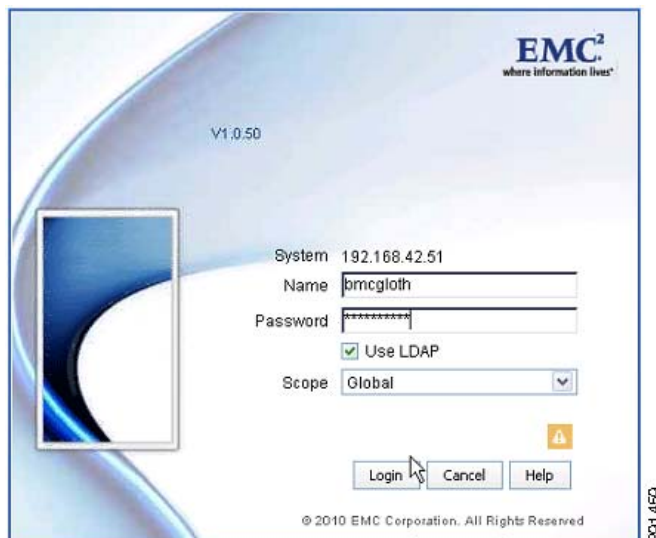 EMC²
where information lives®
V1.0.50
System 192.168.42.51
Name bmcgloth
Password **********
Use LDAP
Scope Global
Login Cancel Help
© 2010 EMC Corporation. All Rights Reserved